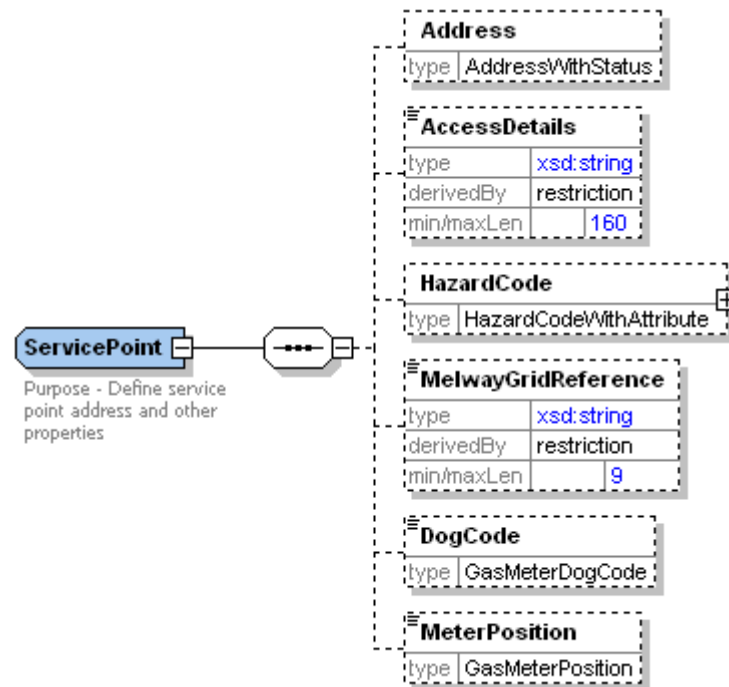 Address
type AddressWithStatus
AccessDetails
type xsd:string
derivedBy restriction
min/maxLen 160
HazardCode
type HazardCodeWithAttribute
ServicePoint
Purpose - Define service
point address and other
properties
MelwayGridReference
type xsd:string
derivedBy restriction
min/maxLen 9
DogCode
type GasMeterDogCode
MeterPosition
type GasMeterPosition